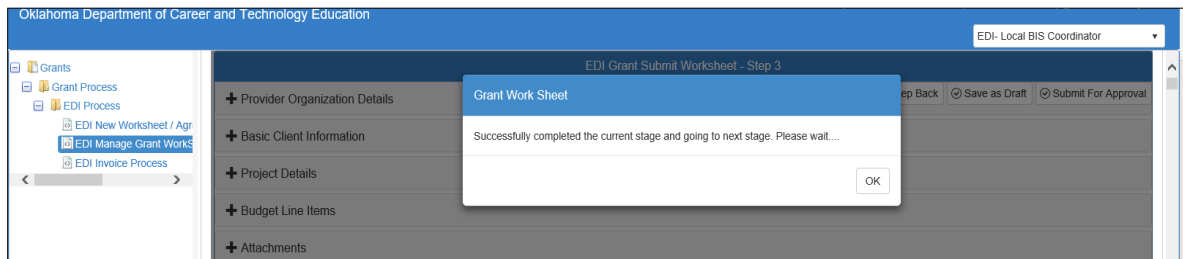 Oklahoma Department of Career and Technology Education
EDI- Local BIS Coordinator
Grants
Grant Process
EDI Process
EDI New Worksheet / Agr
EDI Manage Grant WorkS
EDI Invoice Process
EDI Grant Submit Worksheet - Step 3
Provider Organization Details
ep Back
Save as Draft
Submit For Approval
Basic Client Information
Project Details
Budget Line Items
Attachments
Grant Work Sheet
Successfully completed the current stage and going to next stage. Please wait....
OK